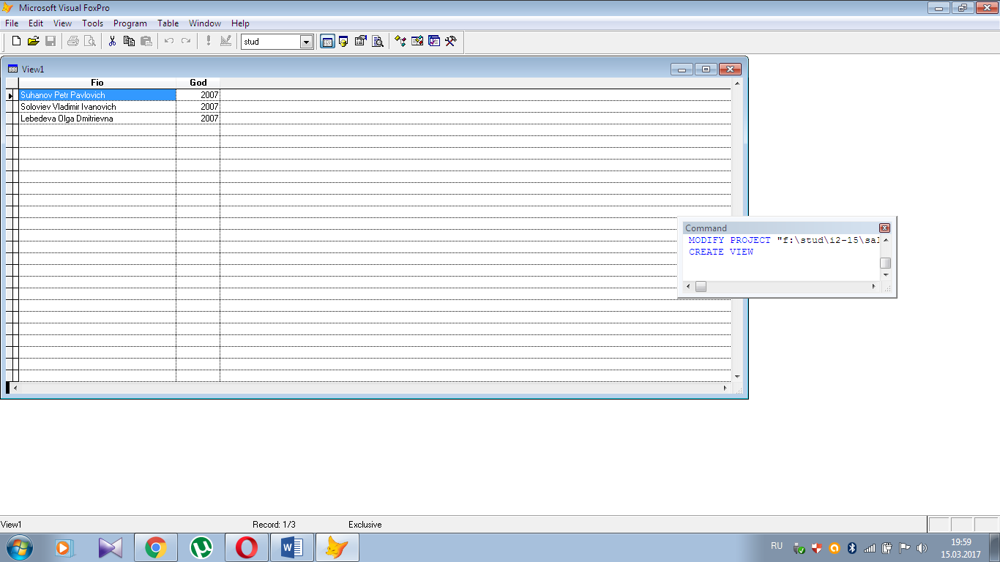 Microsoft Visual FoxPro
File Edit View Tools Program Table Window Help
stud
View1
Fio God
Suhanov Petr Pavlovich 2007
Soloviev Vladimir Ivanovich 2007
Lebedeva Olga Dmitrievna 2007
Command
MODIFY PROJECT "f:\stud\i2-15\sal
CREATE VIEW
View1 Record: 1/3 Exclusive
RU 19:59
15.03.2017